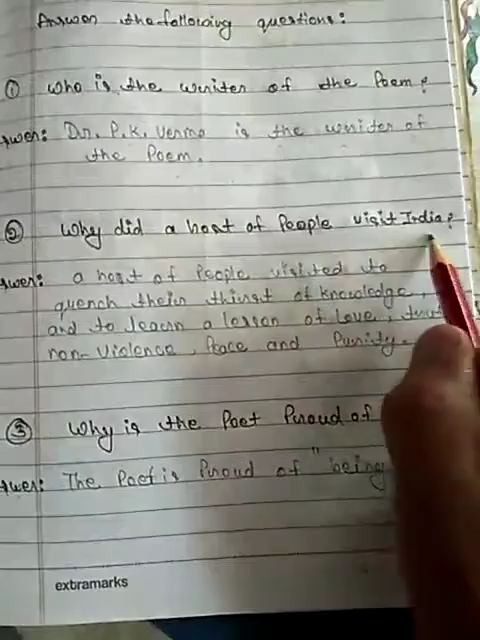 Answer the following questions:
① Who is the writer of the Poem?
wer: Dr. P.K. Verma is the writer of
the Poem.
② Why did a host of People visit India?
wer: a host of People visited to
quench their thirst of knowledge,
and to learn a lesson of love,
non-violence, Peace and Purity.
③ Why is the Poet Proud of
wer: The Poet is Proud of "being
extramarks